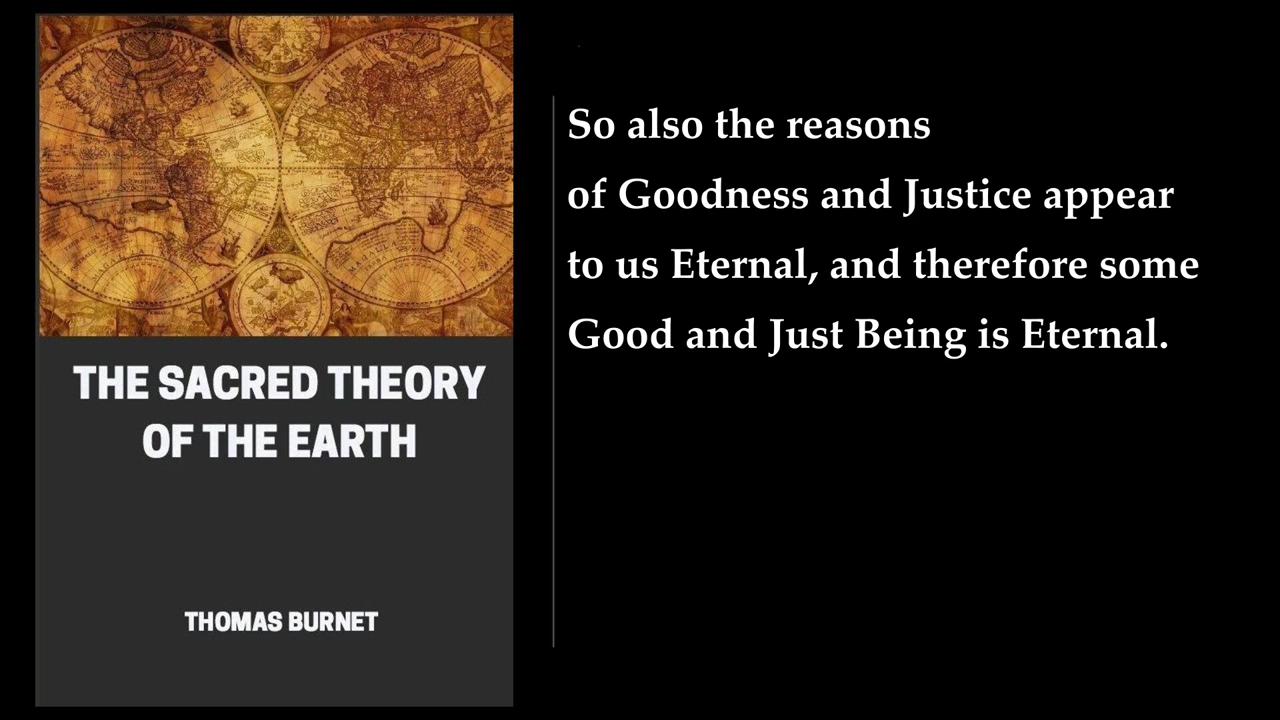 THE SACRED THEORY
OF THE EARTH
THOMAS BURNET
So also the reasons
of Goodness and Justice appear
to us Eternal, and therefore some
Good and Just Being is Eternal.